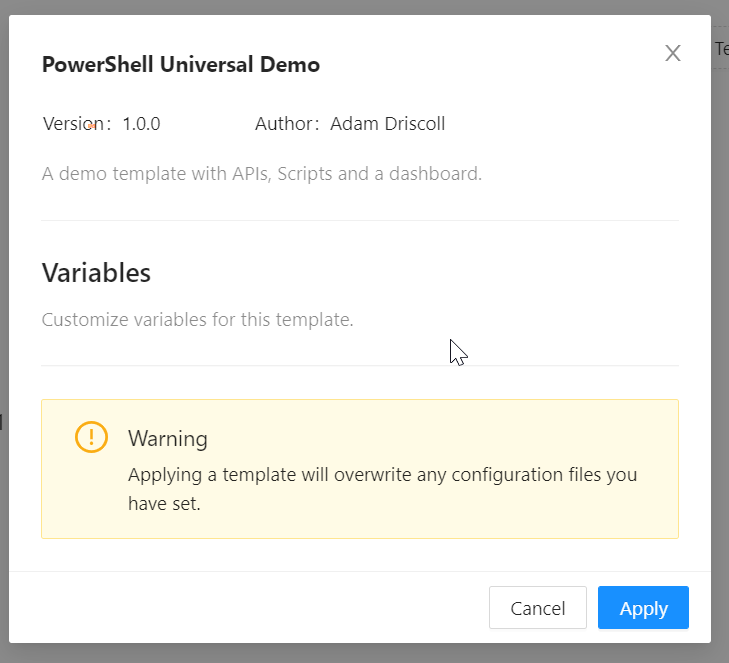 PowerShell Universal Demo
Te
Version: 1.0.0 Author: Adam Driscoll
A demo template with APIs, Scripts and a dashboard.
Variables
Customize variables for this template.
Warning
Applying a template will overwrite any configuration files you
have set.
Cancel Apply